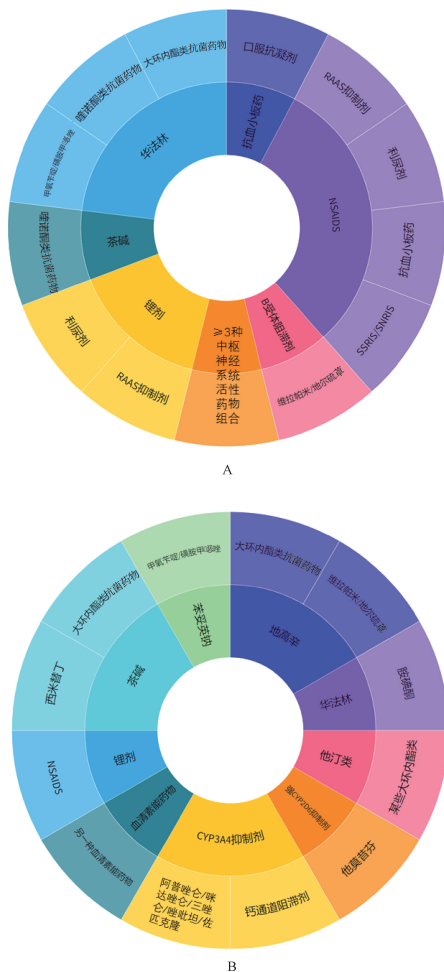 口服抗凝剂
抗血小板药
RAAS抑制剂
利尿剂
抗血小板药
SSRIS/SNRIS
NSAIDS
维拉帕米/地尔硫䓬
B受体阻滞剂
≥3种
中枢
神经
系统
活性
药物
组合
RAAS抑制剂
利尿剂
锂剂
喹诺酮类抗菌药物
茶碱
甲氧苄啶/磺胺甲噁唑
喹诺酮类抗菌药物
大环内酯类抗菌药物
华法林
A
大环内酯类抗菌药物
维拉帕米/地尔硫䓬
地高辛
胺碘酮
华法林
某些大环内酯类
他汀类
他莫昔芬
强CYP2D6抑制剂
钙通道阻滞剂
阿普唑仑/咪
达唑仑/三唑
仑/唑吡坦/佐
匹克隆
CYP3A4抑制剂
另一种血清素能药物
血清素能药物
NSAIDS
锂剂
西米替丁
大环内酯类抗菌药物
茶碱
甲氧苄啶/磺胺甲噁唑
苯妥英钠
B